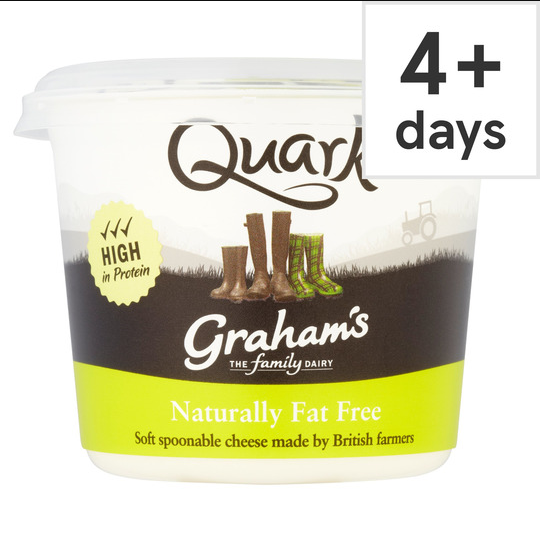 4+
days
Quark
HIGH
in Protein
Graham's
THE family DAIRY
Naturally Fat Free
Soft spoonable cheese made by British farmers